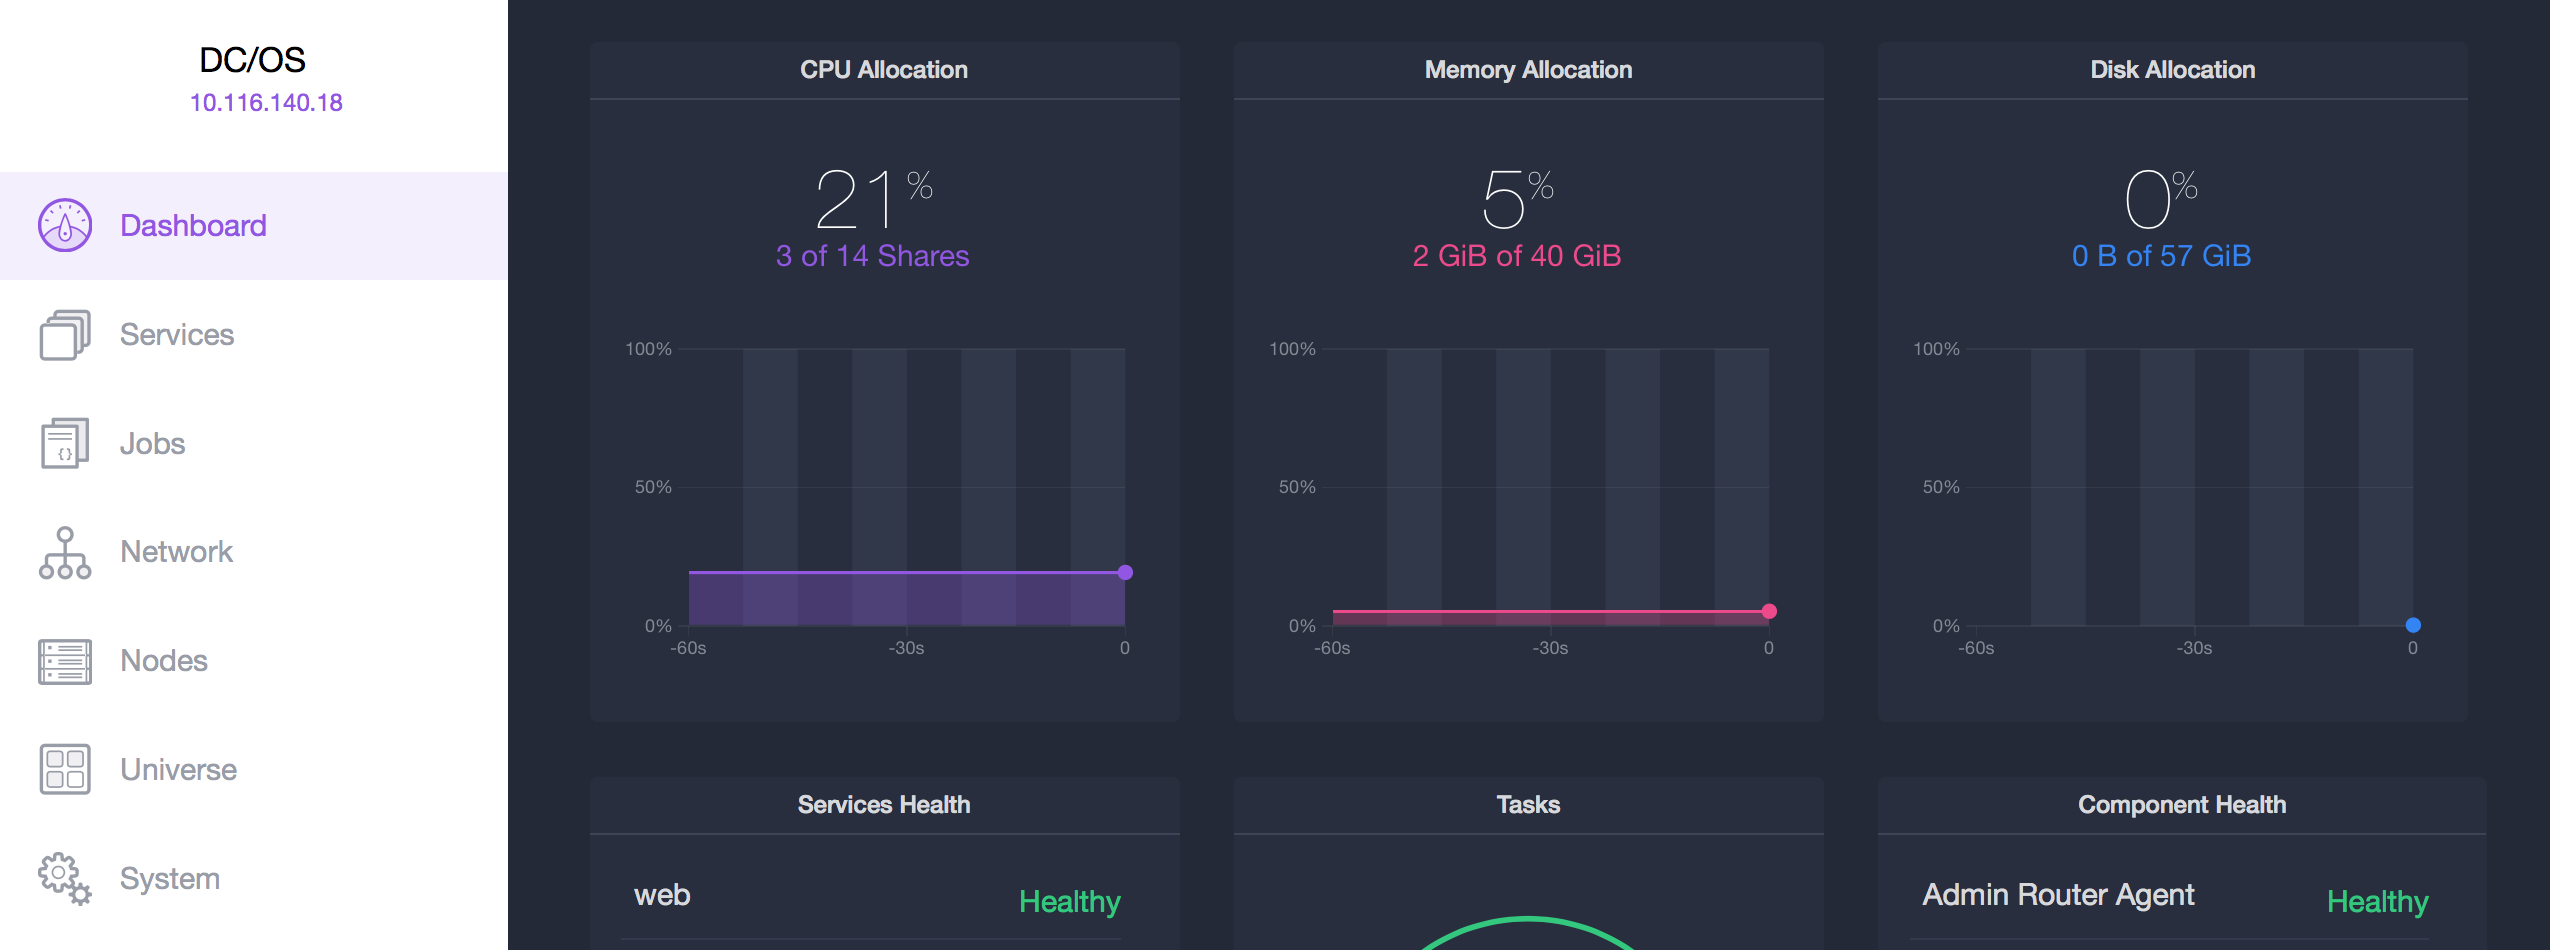 DC/OS
10.116.140.18
Dashboard
Services
Jobs
{}
Network
Nodes
Universe
System
CPU Allocation
21%
3 of 14 Shares
100%
50%
0%
-60s -30s 0
Memory Allocation
5%
2 GiB of 40 GiB
100%
50%
0%
-60s -30s 0
Disk Allocation
0%
0 B of 57 GiB
100%
50%
0%
-60s -30s 0
Services Health
web Healthy
Tasks
Component Health
Admin Router Agent Healthy